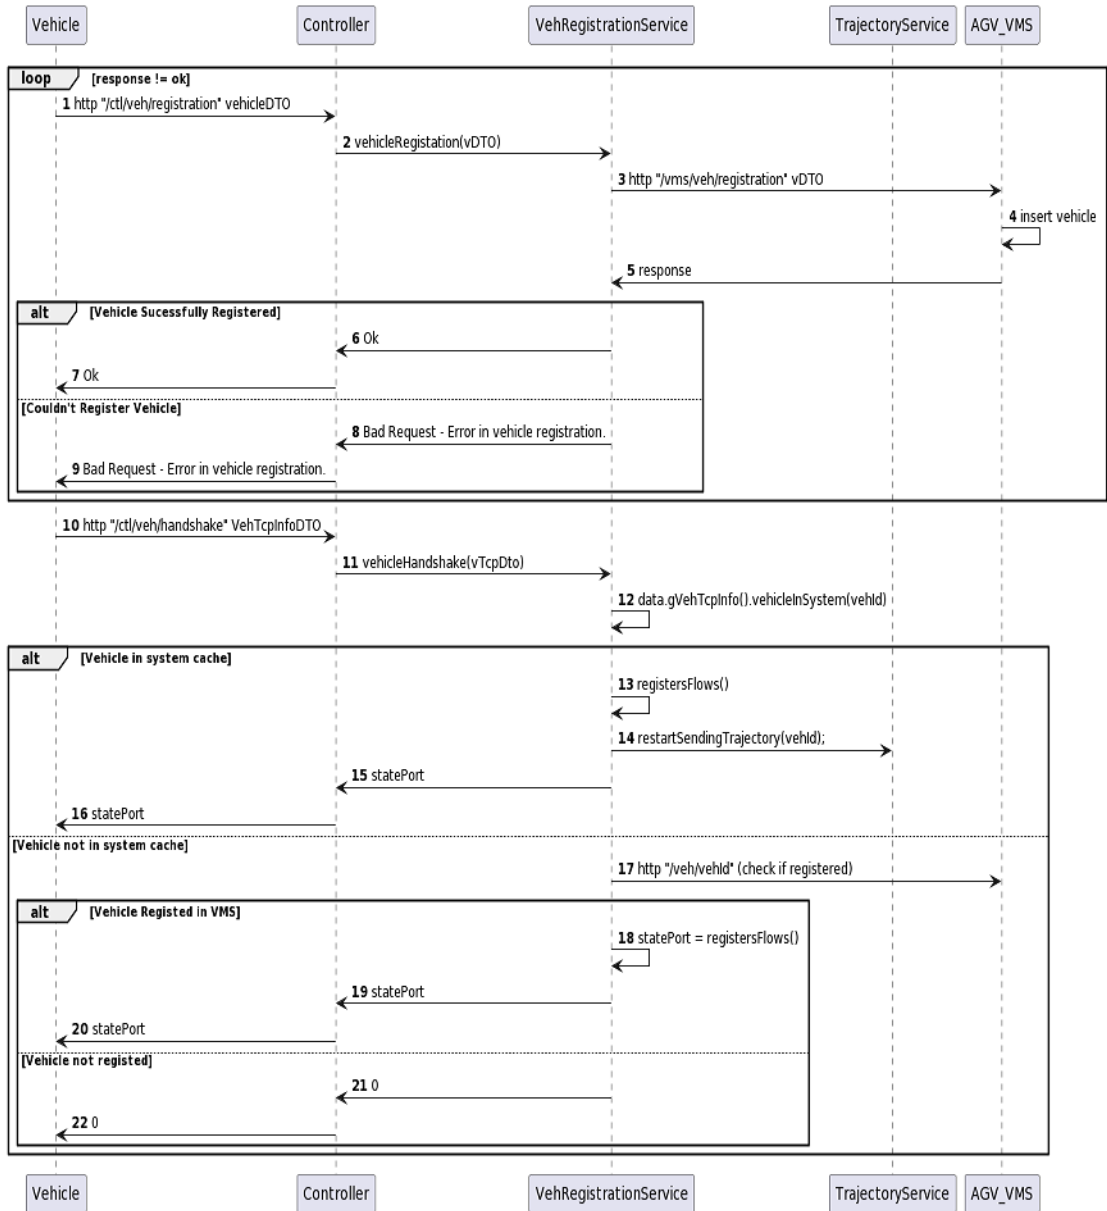 Vehicle
Controller
VehRegistrationService
TrajectoryService
AGV_VMS
loop
[response != ok]
1 http "/ctl/veh/registration" vehicleDTO
2 vehicleRegistation(vDTO)
3 http "/vms/veh/registration" vDTO
4 insert vehicle
5 response
alt
[Vehicle Sucessfully Registered]
6 Ok
7 Ok
[Couldn't Register Vehicle]
8 Bad Request - Error in vehicle registration.
9 Bad Request - Error in vehicle registration.
10 http "/ctl/veh/handshake" VehTcpInfoDTO
11 vehicleHandshake(vTcpDto)
12 data.gVehTcpInfo().vehicleInSystem(vehId)
alt
[Vehicle in system cache]
13 registersFlows()
14 restartSendingTrajectory(vehId);
15 statePort
16 statePort
[Vehicle not in system cache]
17 http "/veh/vehId" (check if registered)
alt
[Vehicle Registed in VMS]
18 statePort = registersFlows()
19 statePort
20 statePort
[Vehicle not registed]
21 0
22 0
Vehicle
Controller
VehRegistrationService
TrajectoryService
AGV_VMS